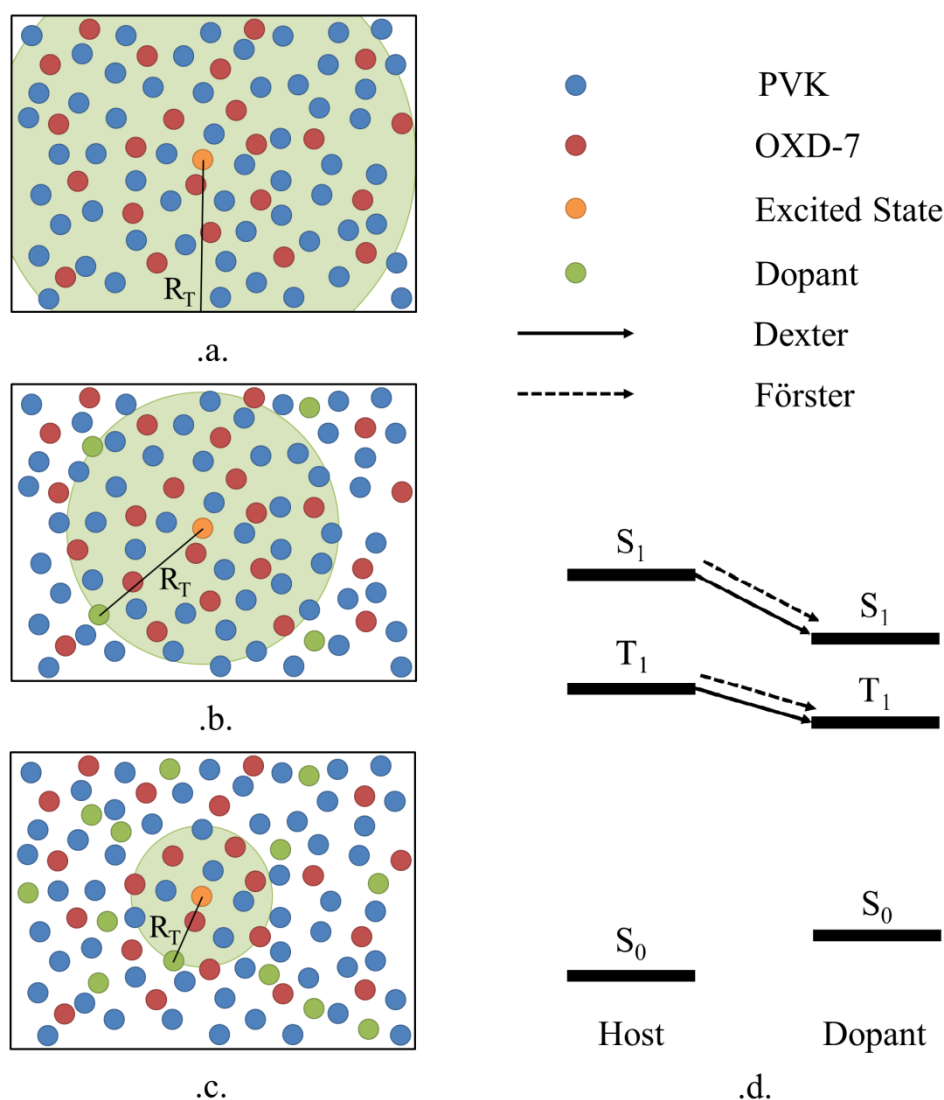 R_T
.a.
R_T
.b.
R_T
.c.
PVK
OXD-7
Excited State
Dopant
Dexter
Förster
S_1
S_1
T_1
T_1
S_0
S_0
Host
Dopant
.d.